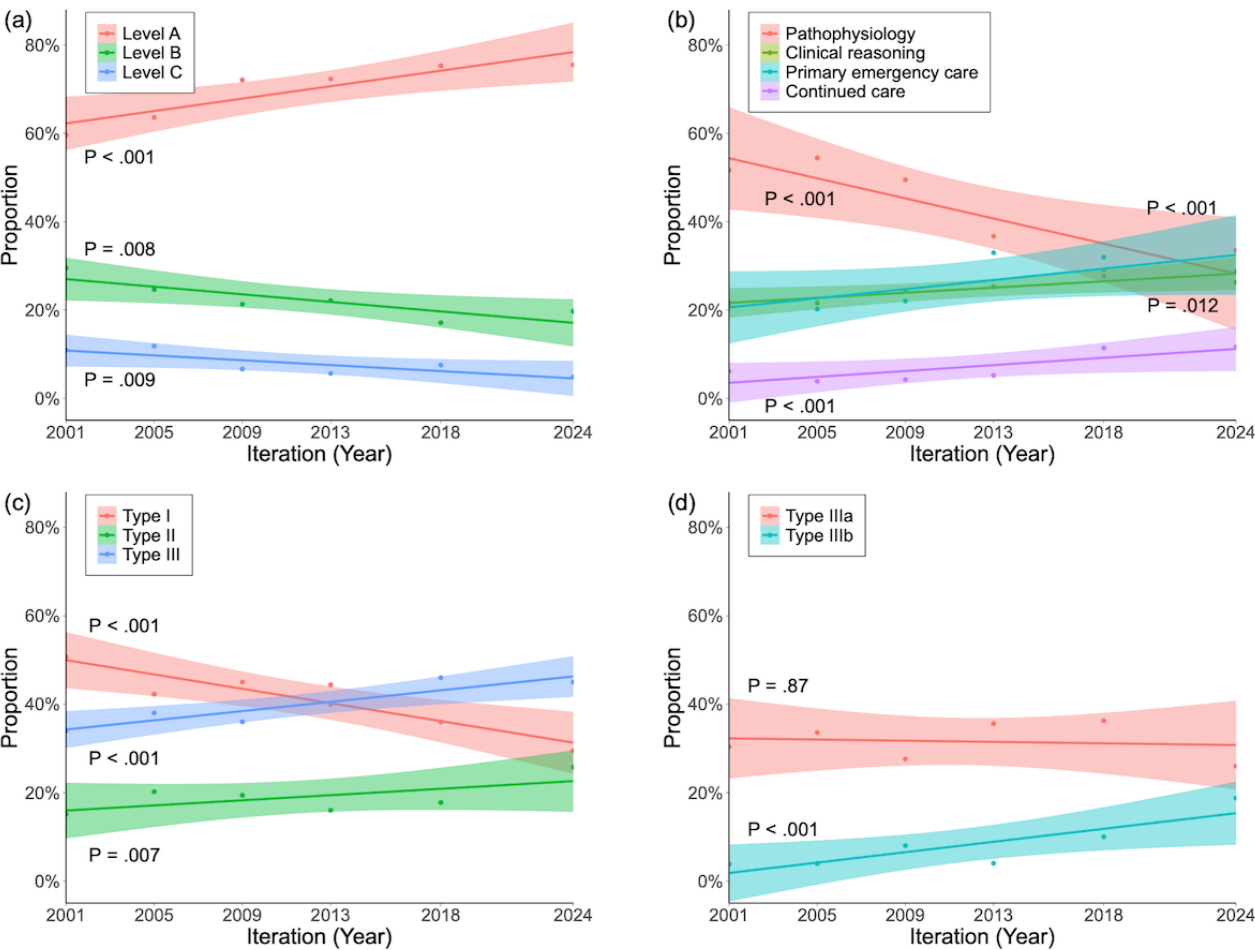 (a)
Level A
Level B
Level C
80%
60%
40%
20%
0%
P < .001
P = .008
P = .009
Proportion
2001 2005 2009 2013 2018 2024
Iteration (Year)
(b)
Pathophysiology
Clinical reasoning
Primary emergency care
Continued care
80%
60%
40%
20%
0%
P < .001
P < .001
P = .012
P < .001
Proportion
2001 2005 2009 2013 2018 2024
Iteration (Year)
(c)
Type I
Type II
Type III
80%
60%
40%
20%
0%
P < .001
P < .001
P = .007
Proportion
2001 2005 2009 2013 2018 2024
Iteration (Year)
(d)
Type IIIa
Type IIIb
80%
60%
40%
20%
0%
P = .87
P < .001
Proportion
2001 2005 2009 2013 2018 2024
Iteration (Year)